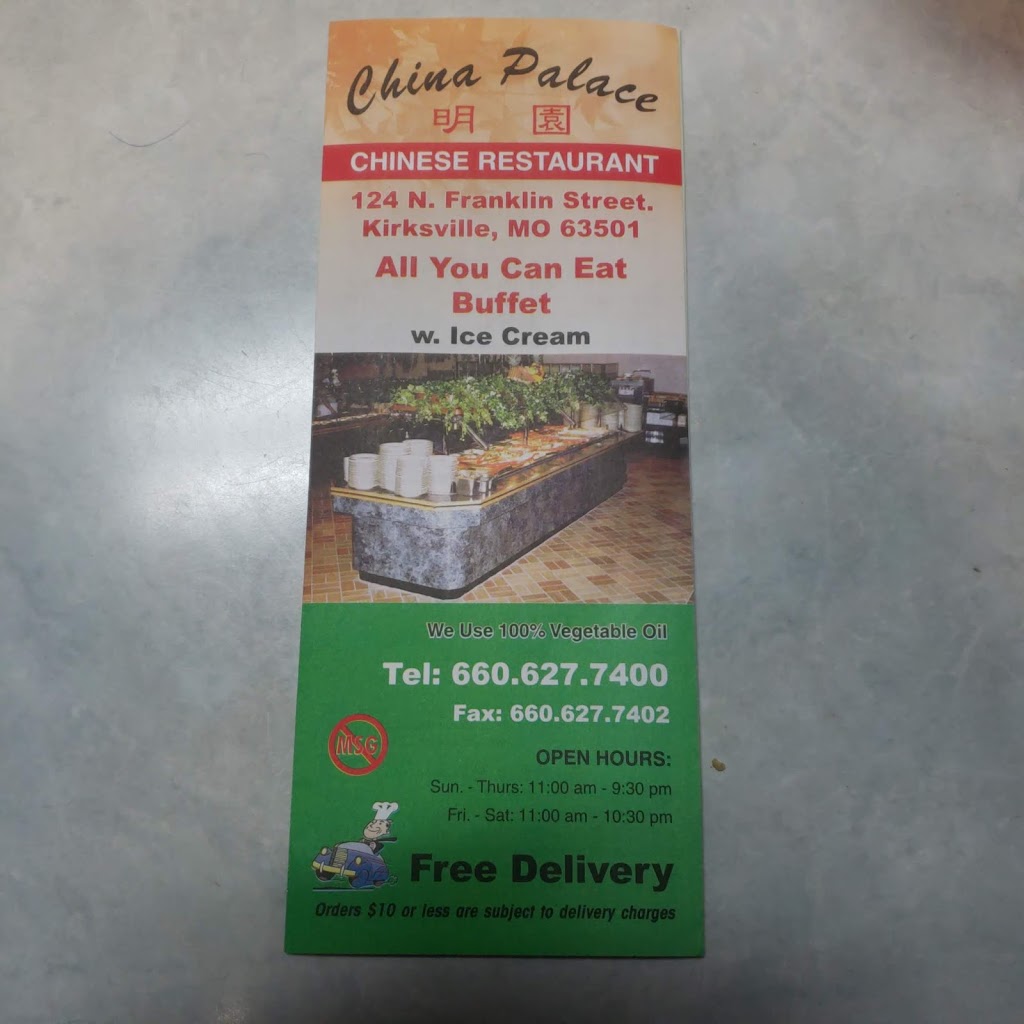 China Palace
明 園
CHINESE RESTAURANT
124 N. Franklin Street.
Kirksville, MO 63501
All You Can Eat
Buffet
w. Ice Cream
We Use 100% Vegetable Oil
Tel: 660.627.7400
Fax: 660.627.7402
MSG
OPEN HOURS:
Sun. - Thurs: 11:00 am - 9:30 pm
Fri. - Sat: 11:00 am - 10:30 pm
Free Delivery
Orders $10 or less are subject to delivery charges